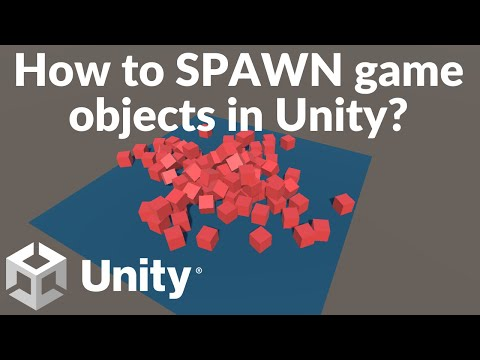 How to SPAWN game
objects in Unity?
Unity®